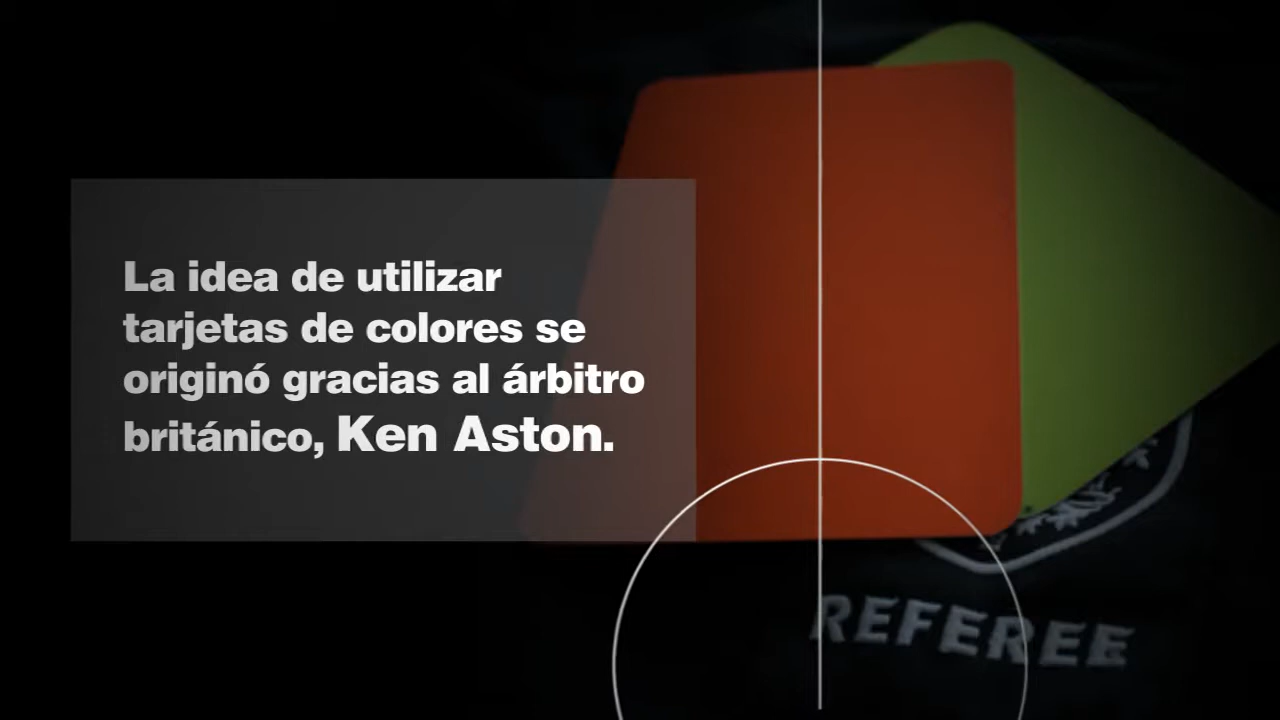 La idea de utilizar
tarjetas de colores se
originó gracias al árbitro
británico, Ken Aston.
REFEREE